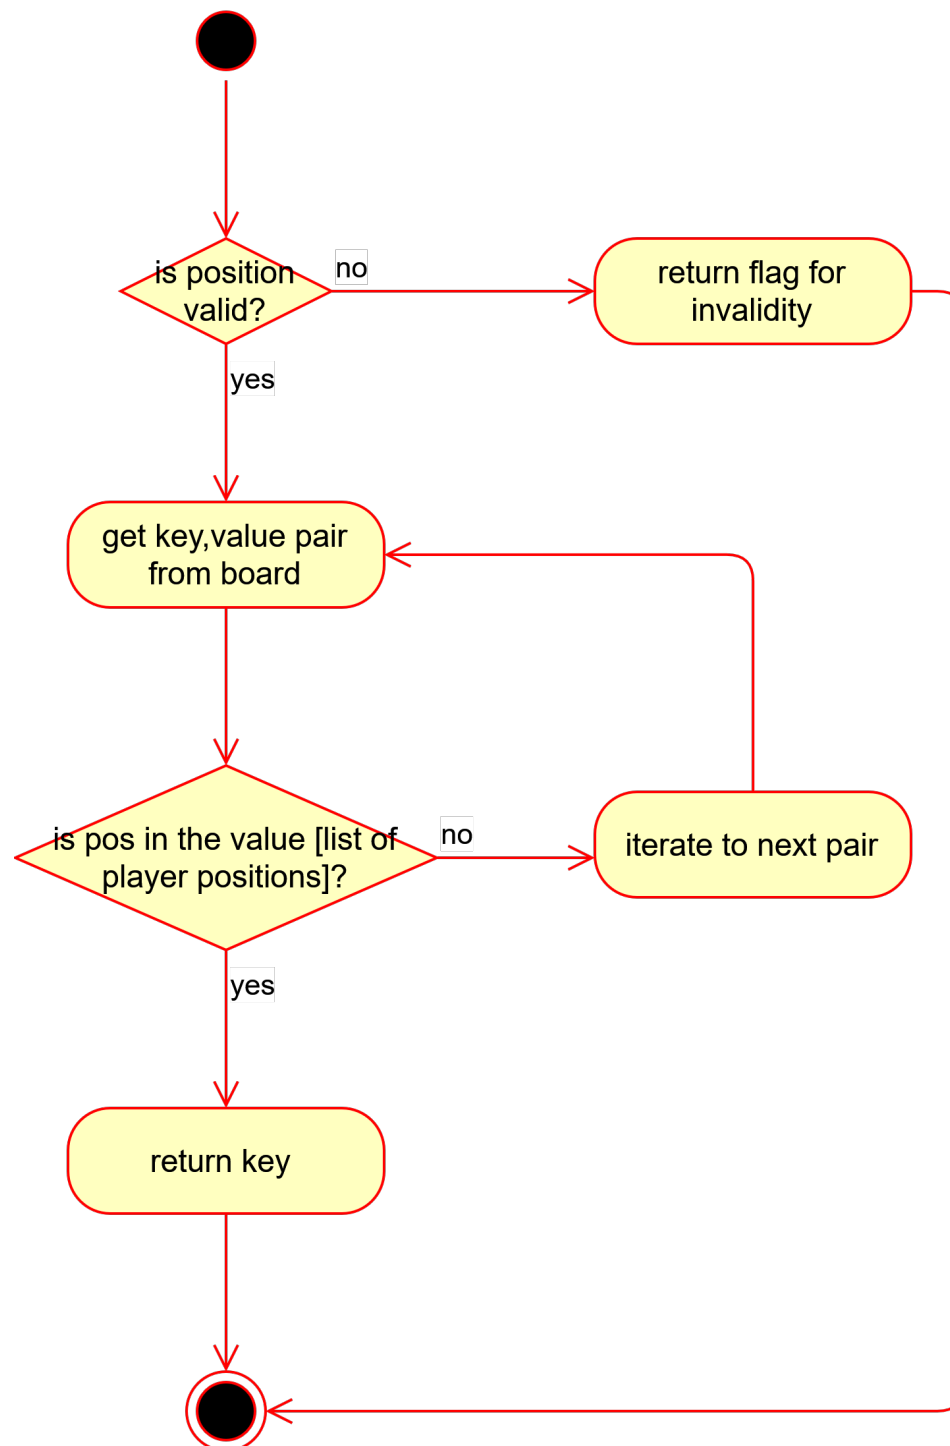 is position
valid?
no
return flag for
invalidity
yes
get key,value pair
from board
is pos in the value [list of
player positions]?
no
iterate to next pair
yes
return key